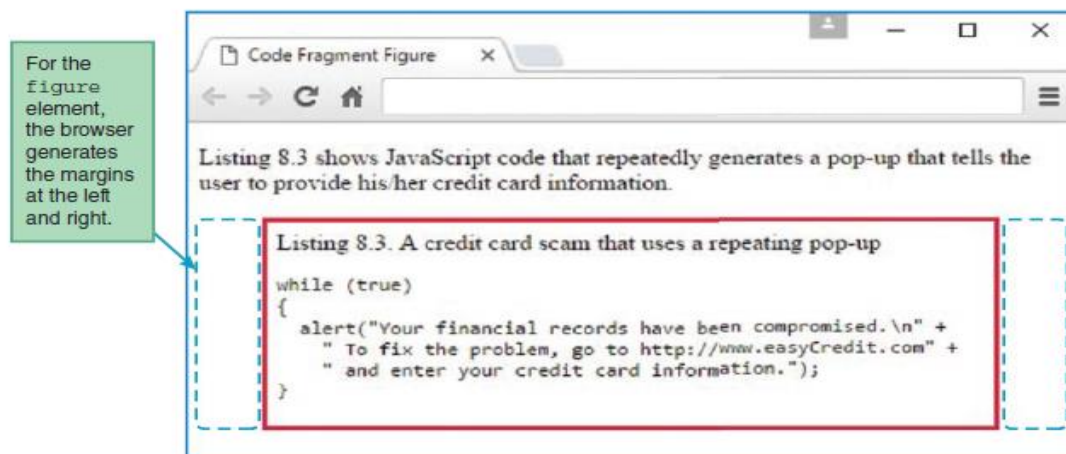 For the
figure
element,
the browser
generates
the margins
at the left
and right.
Code Fragment Figure
Listing 8.3 shows JavaScript code that repeatedly generates a pop-up that tells the
user to provide his/her credit card information.
Listing 8.3. A credit card scam that uses a repeating pop-up
while (true)
{
alert("Your financial records have been compromised.\n" +
" To fix the problem, go to http://www.easyCredit.com" +
" and enter your credit card information.");
}